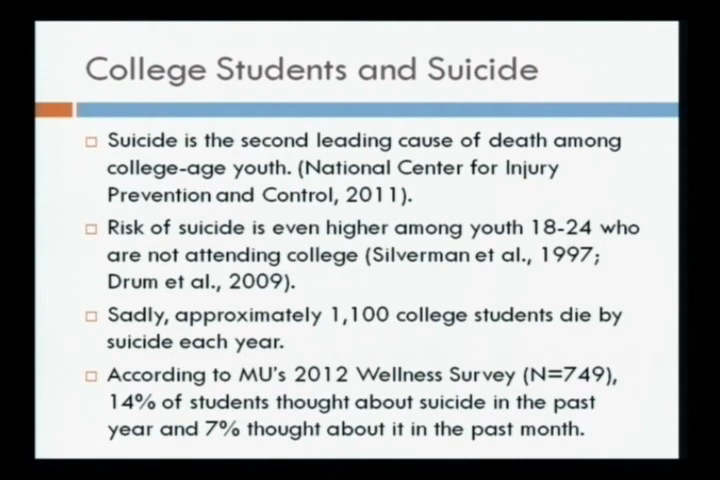 College Students and Suicide
Suicide is the second leading cause of death among
college-age youth. (National Center for Injury
Prevention and Control, 2011).
Risk of suicide is even higher among youth 18-24 who
are not attending college (Silverman et al., 1997;
Drum et al., 2009).
Sadly, approximately 1,100 college students die by
suicide each year.
According to MU's 2012 Wellness Survey (N=749),
14% of students thought about suicide in the past
year and 7% thought about it in the past month.